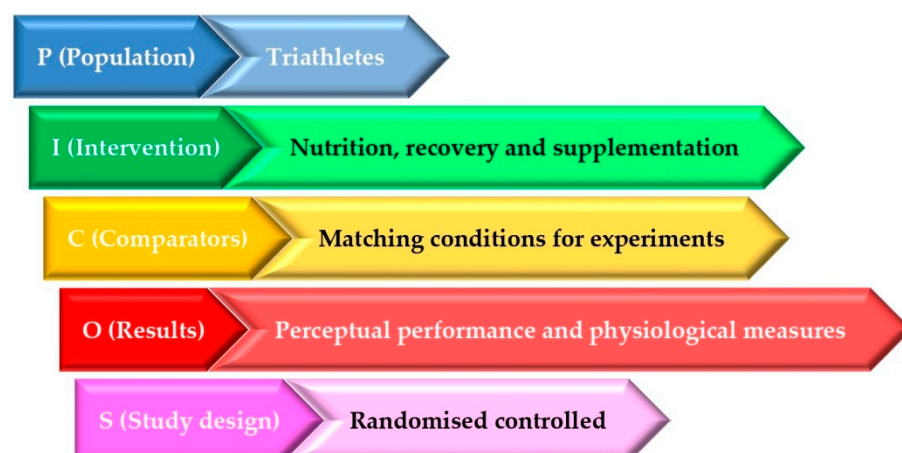 P (Population) Triathletes
I (Intervention) Nutrition, recovery and supplementation
C (Comparators) Matching conditions for experiments
O (Results) Perceptual performance and physiological measures
S (Study design) Randomised controlled